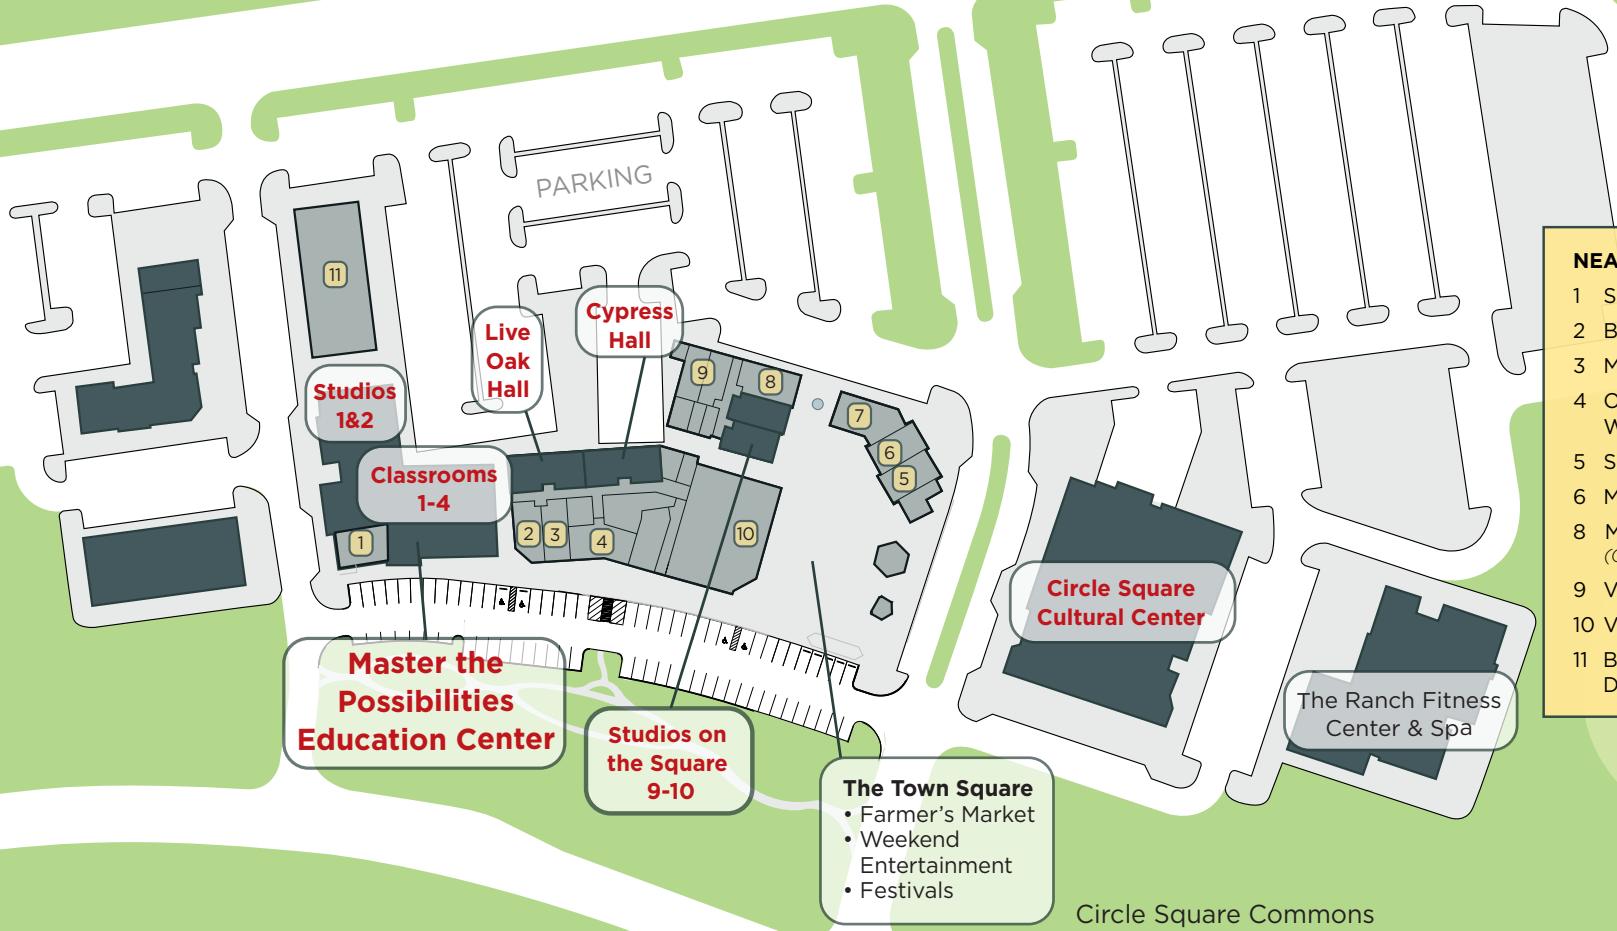 PARKING
11
Live
Oak
Hall
Cypress
Hall
Studios
1&2
Classrooms
1-4
9
8
7
6
5
1
2
3
4
10
Master the
Possibilities
Education Center
Studios on
the Square
9-10
The Town Square
• Farmer’s Market
• Weekend
Entertainment
• Festivals
Circle Square
Cultural Center
The Ranch Fitness
Center & Spa
Circle Square Commons
1
2
3
4
5
6
8
9
10
11